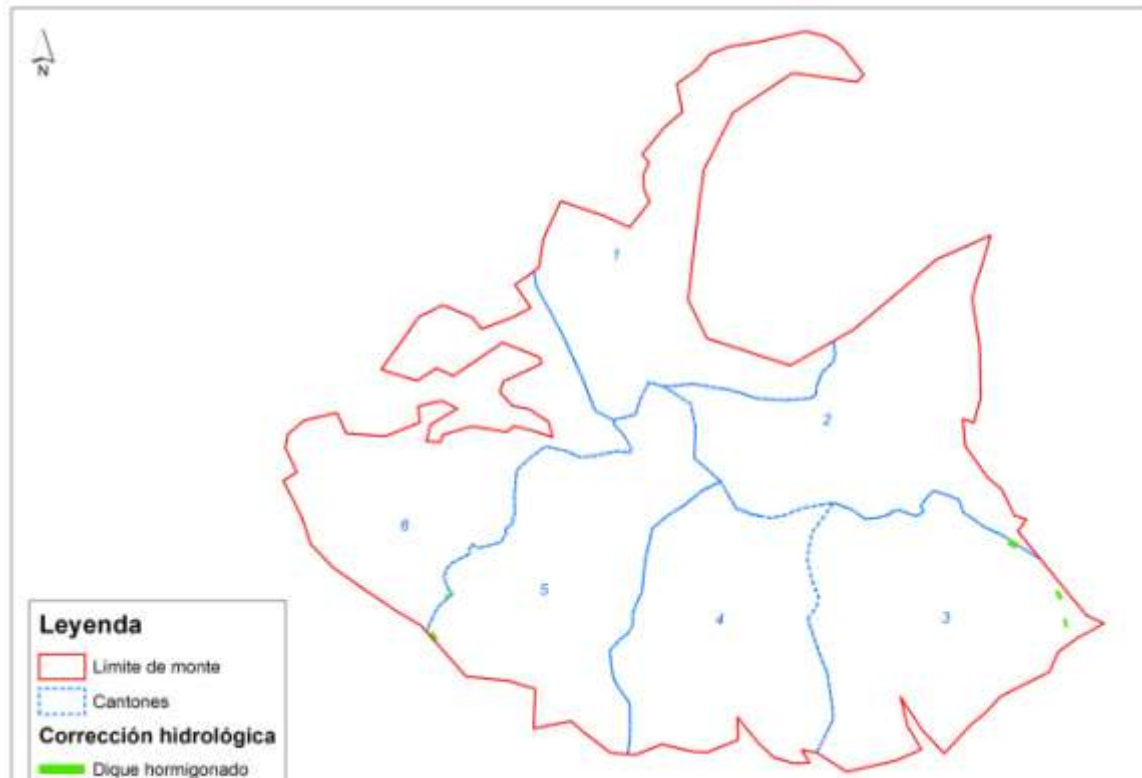 N
1
2
6
5
4
3
Leyenda
Límite de monte
Cantones
Corrección hidrológica
Dique hormigonado